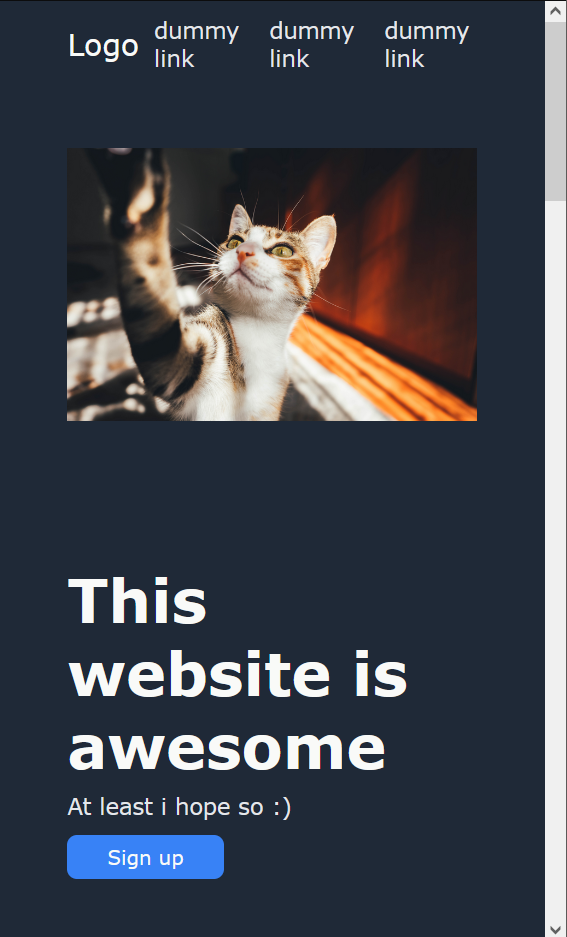 Logo
dummy link
dummy link
dummy link
This
website is
awesome
At least i hope so :)
Sign up